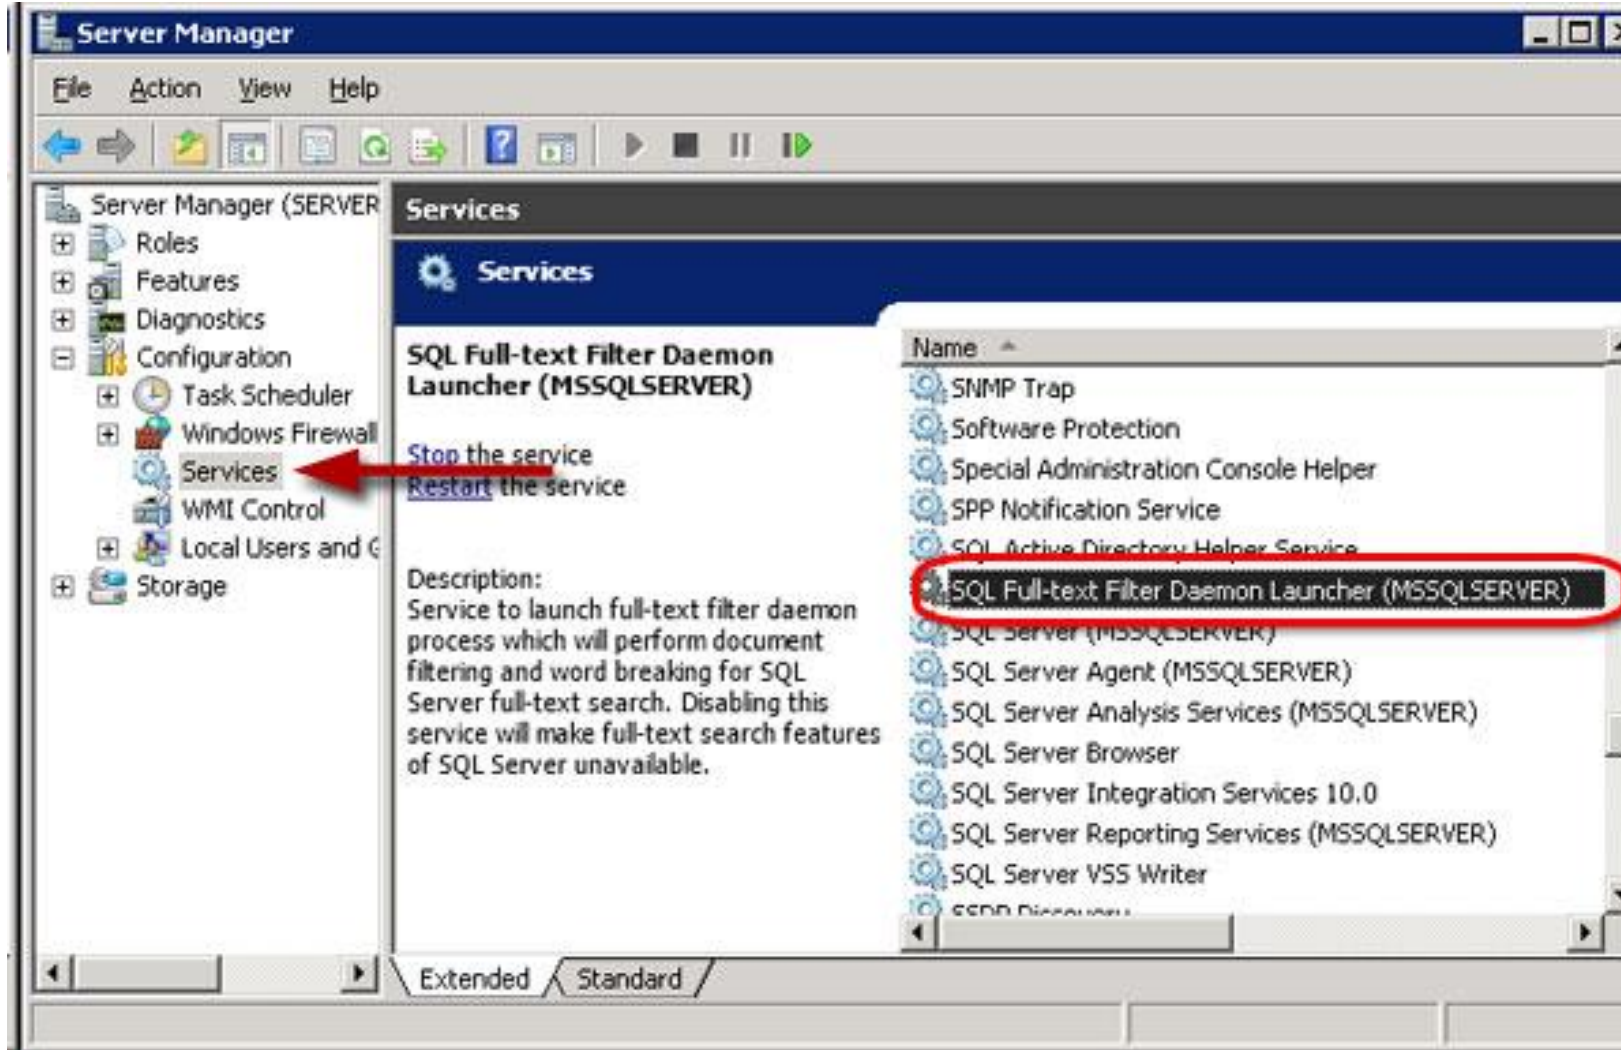 Server Manager
File Action View Help
Server Manager (SERVER
Roles
Features
Diagnostics
Configuration
Task Scheduler
Windows Firewall
Services
WMI Control
Local Users and G
Storage
Services
Services
SQL Full-text Filter Daemon
Launcher (MSSQLSERVER)
Stop the service
Restart the service
Description:
Service to launch full-text filter daemon
process which will perform document
filtering and word breaking for SQL
Server full-text search. Disabling this
service will make full-text search features
of SQL Server unavailable.
Name
SNMP Trap
Software Protection
Special Administration Console Helper
SPP Notification Service
SQL Active Directory Helper Service
SQL Full-text Filter Daemon Launcher (MSSQLSERVER)
SQL Server (MSSQLSERVER)
SQL Server Agent (MSSQLSERVER)
SQL Server Analysis Services (MSSQLSERVER)
SQL Server Browser
SQL Server Integration Services 10.0
SQL Server Reporting Services (MSSQLSERVER)
SQL Server VSS Writer
SSDP Discovery
Extended Standard